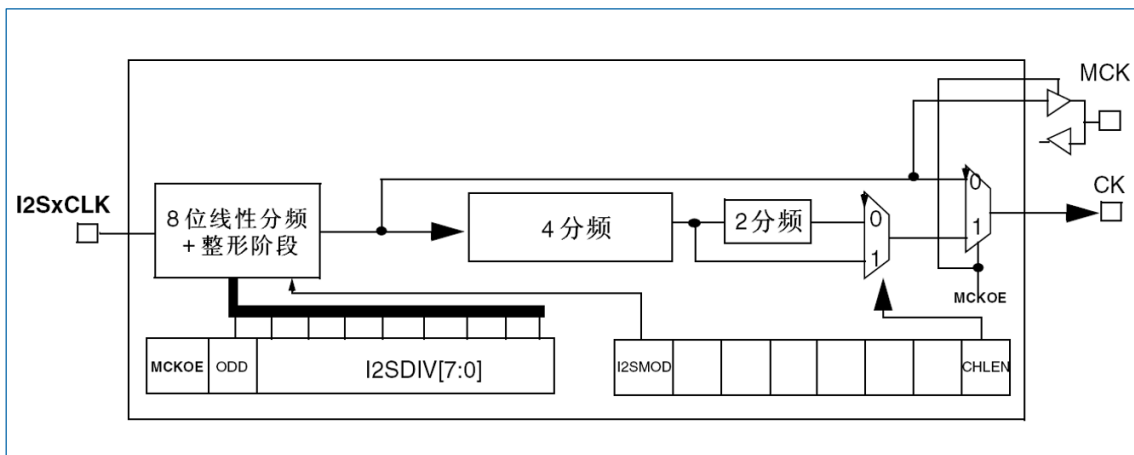 MCK
I2SxCLK
8位线性分频
+整形阶段
4分频
2分频
0
1
0
1
CK
MCKOE
MCKOE
ODD
I2SDIV[7:0]
I2SMOD
CHLEN